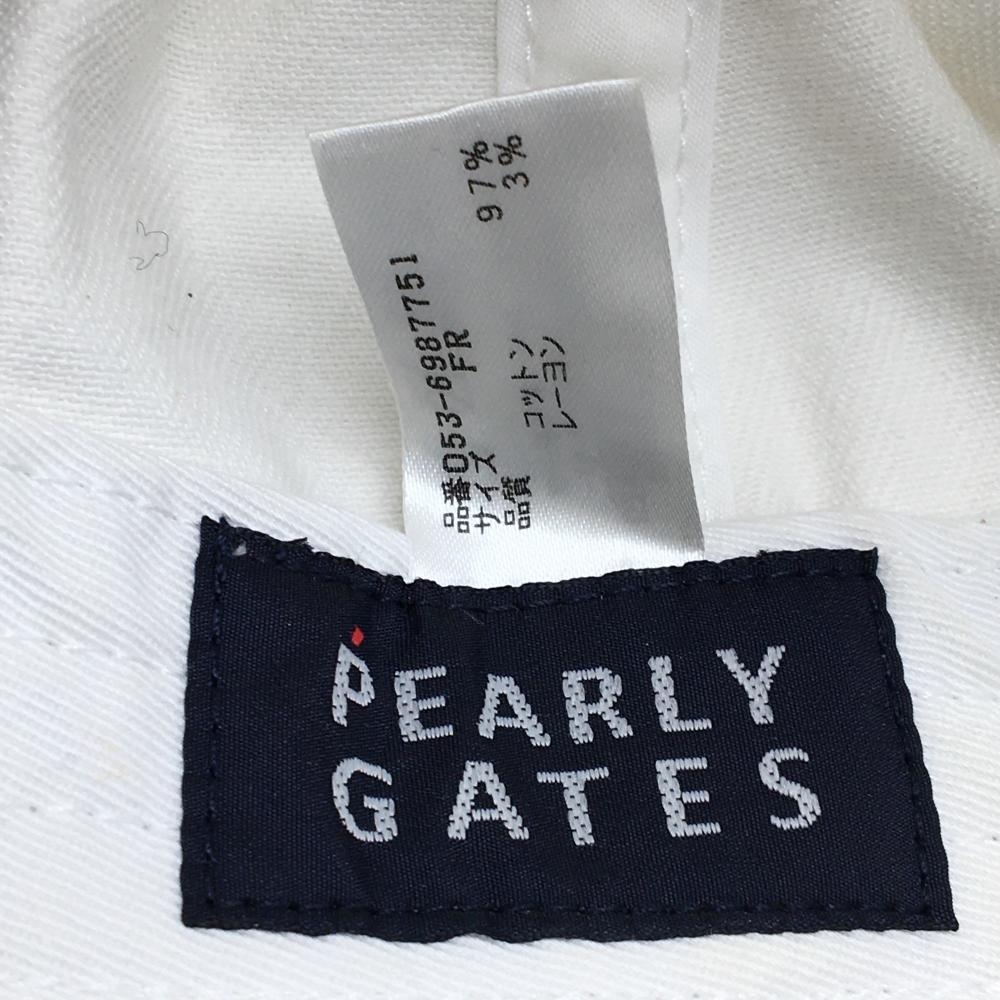 品番053-6987751
サイズ FR
品質 コットン 97%
レーヨン 3%
PEARLY
GATES